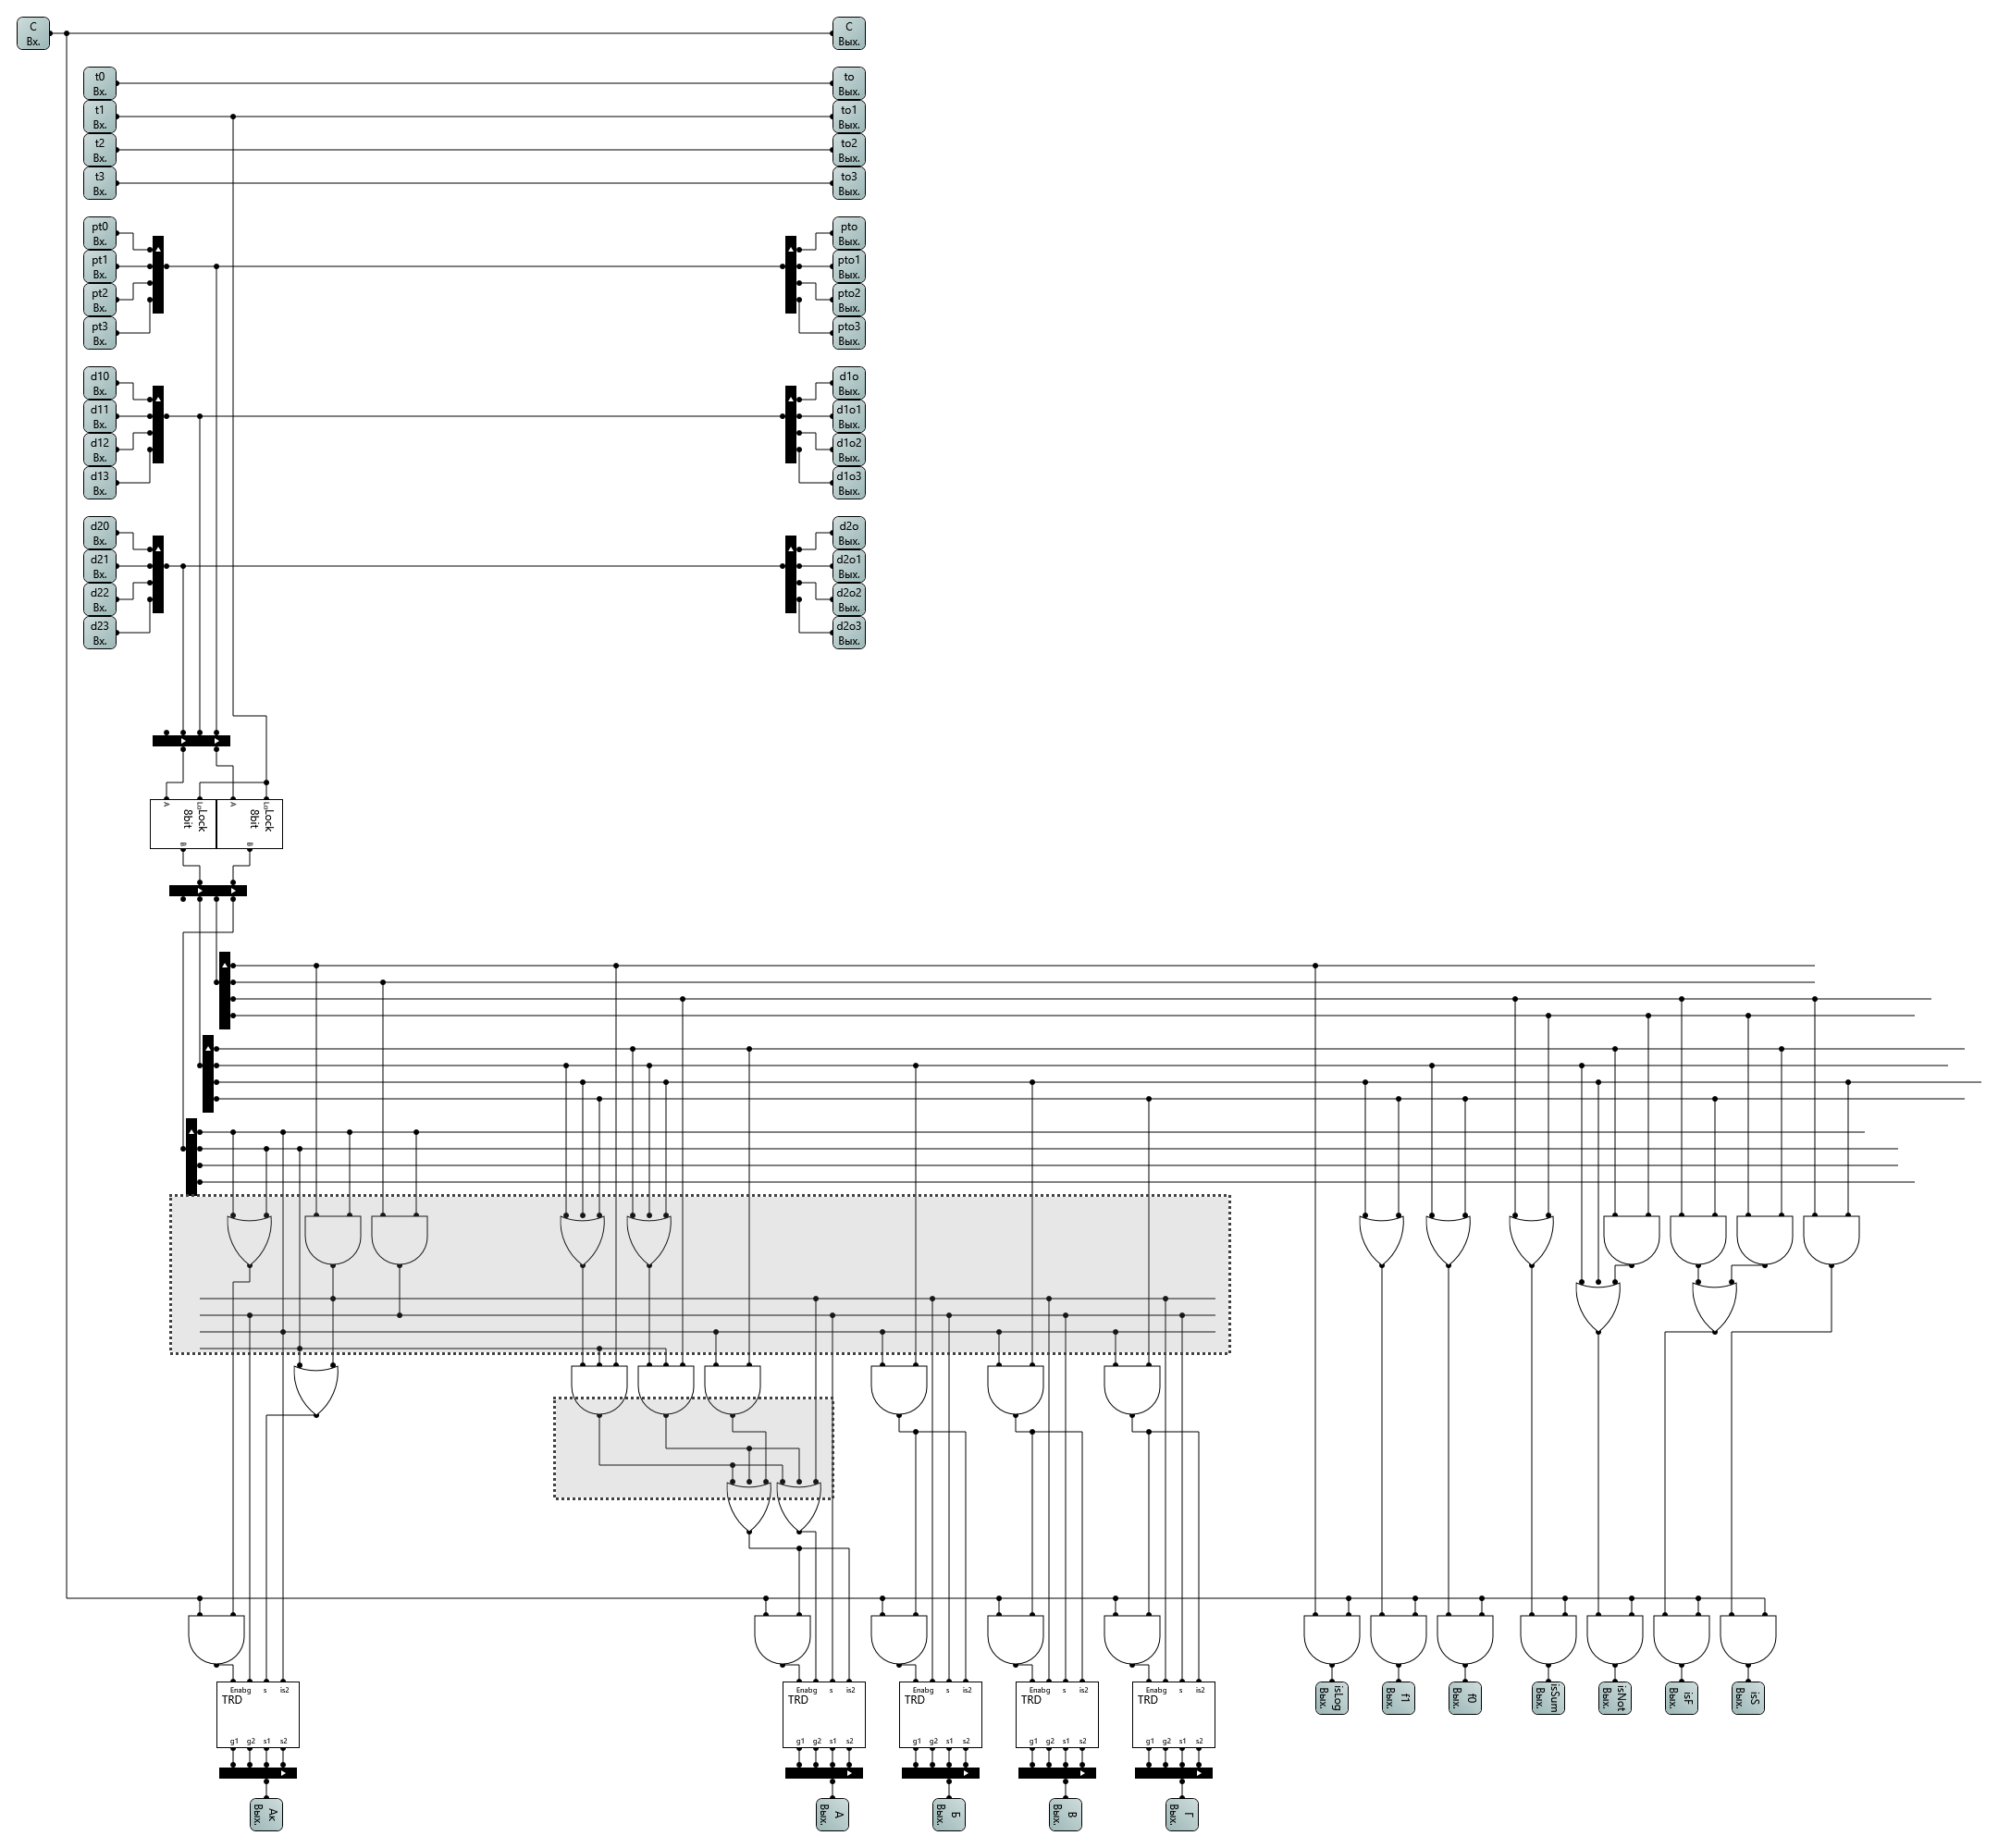 C
Вх.
C
Вых.
t0
Вх.
to
Вых.
t1
Вх.
to1
Вых.
t2
Вх.
to2
Вых.
t3
Вх.
to3
Вых.
pt0
Вх.
pto
Вых.
pt1
Вх.
pto1
Вых.
pt2
Вх.
pto2
Вых.
pt3
Вх.
pto3
Вых.
d10
Вх.
d1o
Вых.
d11
Вх.
d1o1
Вых.
d12
Вх.
d1o2
Вых.
d13
Вх.
d1o3
Вых.
d20
Вх.
d2o
Вых.
d21
Вх.
d2o1
Вых.
d22
Вх.
d2o2
Вых.
d23
Вх.
d2o3
Вых.
A
Lock
8bit
B
A
Lock
8bit
B
Enab g s is2
TRD
g1 g2 s1 s2
Enab g s is2
TRD
g1 g2 s1 s2
Enab g s is2
TRD
g1 g2 s1 s2
Enab g s is2
TRD
g1 g2 s1 s2
Enab g s is2
TRD
g1 g2 s1 s2
isLog
Вых.
f1
Вых.
f0
Вых.
isSum
Вых.
isNot
Вых.
isF
Вых.
isS
Вых.
Ак
Вых.
А
Вых.
Б
Вых.
В
Вых.
Г
Вых.